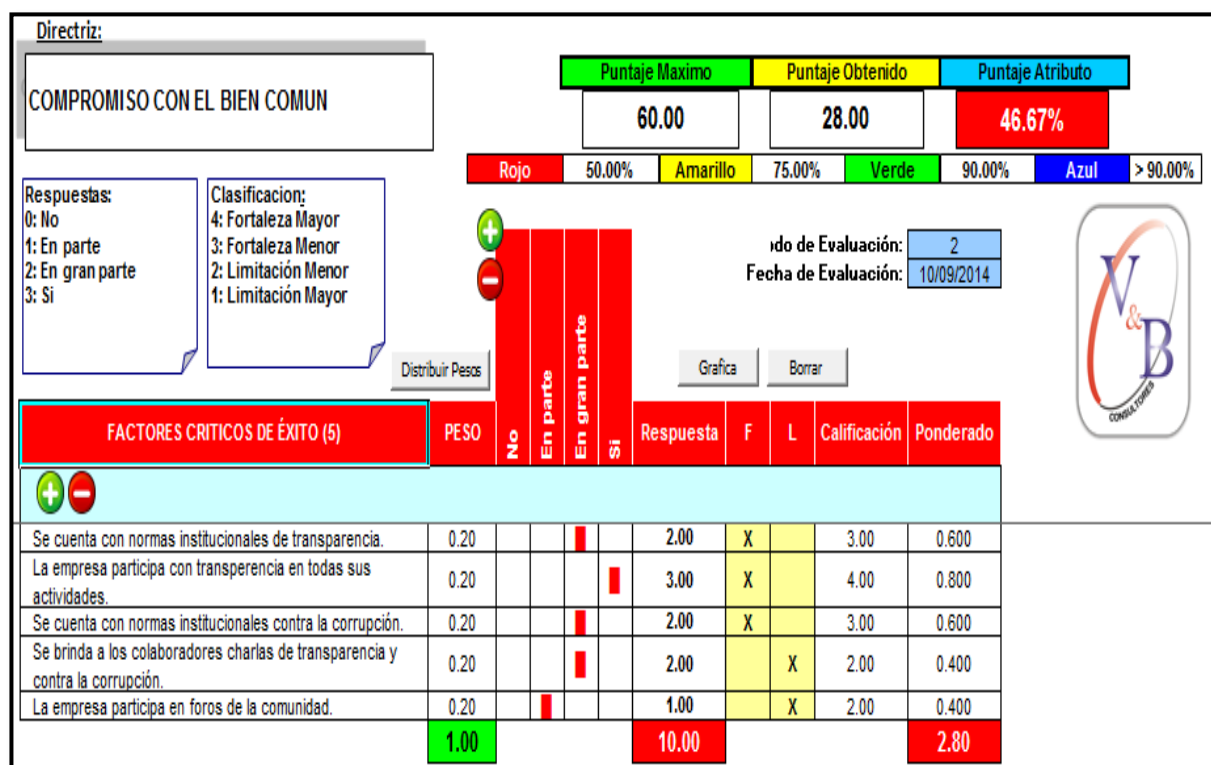 Directriz:
COMPROMISO CON EL BIEN COMUN
Puntaje Maximo Puntaje Obtenido Puntaje Atributo
60.00 28.00 46.67%
Rojo 50.00% Amarillo 75.00% Verde 90.00% Azul > 90.00%
Respuestas:
0: No
1: En parte
2: En gran parte
3: Si
Clasificacion:
4: Fortaleza Mayor
3: Fortaleza Menor
2: Limitación Menor
1: Limitación Mayor
do de Evaluación: 2
Fecha de Evaluación: 10/09/2014
V&B
CONSULTORES
Distribuir Pesos
Grafica
Borrar
FACTORES CRITICOS DE ÉXITO (5) PESO No En parte En gran parte Si Respuesta F L Calificación Ponderado
Se cuenta con normas institucionales de transparencia. 0.20 2.00 X 3.00 0.600
La empresa participa con transperencia en todas sus
actividades. 0.20 3.00 X 4.00 0.800
Se cuenta con normas institucionales contra la corrupción. 0.20 2.00 X 3.00 0.600
Se brinda a los colaboradores charlas de transparencia y
contra la corrupción. 0.20 2.00 X 2.00 0.400
La empresa participa en foros de la comunidad. 0.20 1.00 X 2.00 0.400
1.00 10.00 2.80